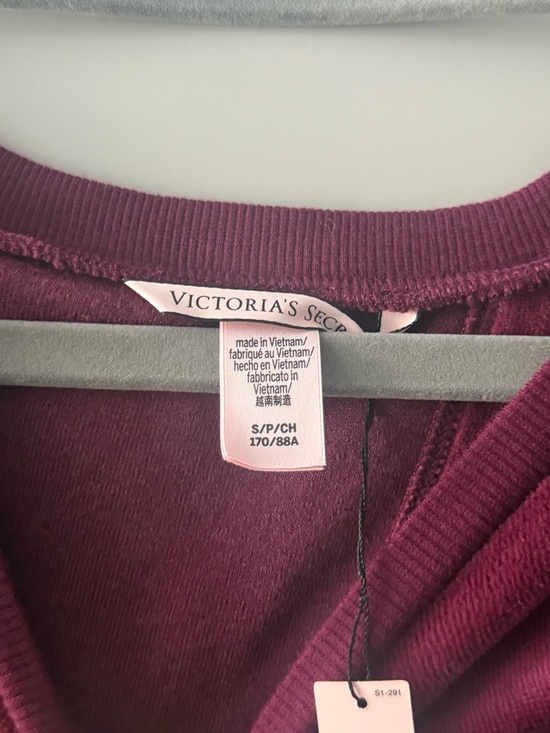 VICTORIA'S SECR
made in Vietnam/
fabriqué au Vietnam/
hecho en Vietnam/
fabbricato in
Vietnam/
越南制造
S/P/CH
170/88A
S1-291